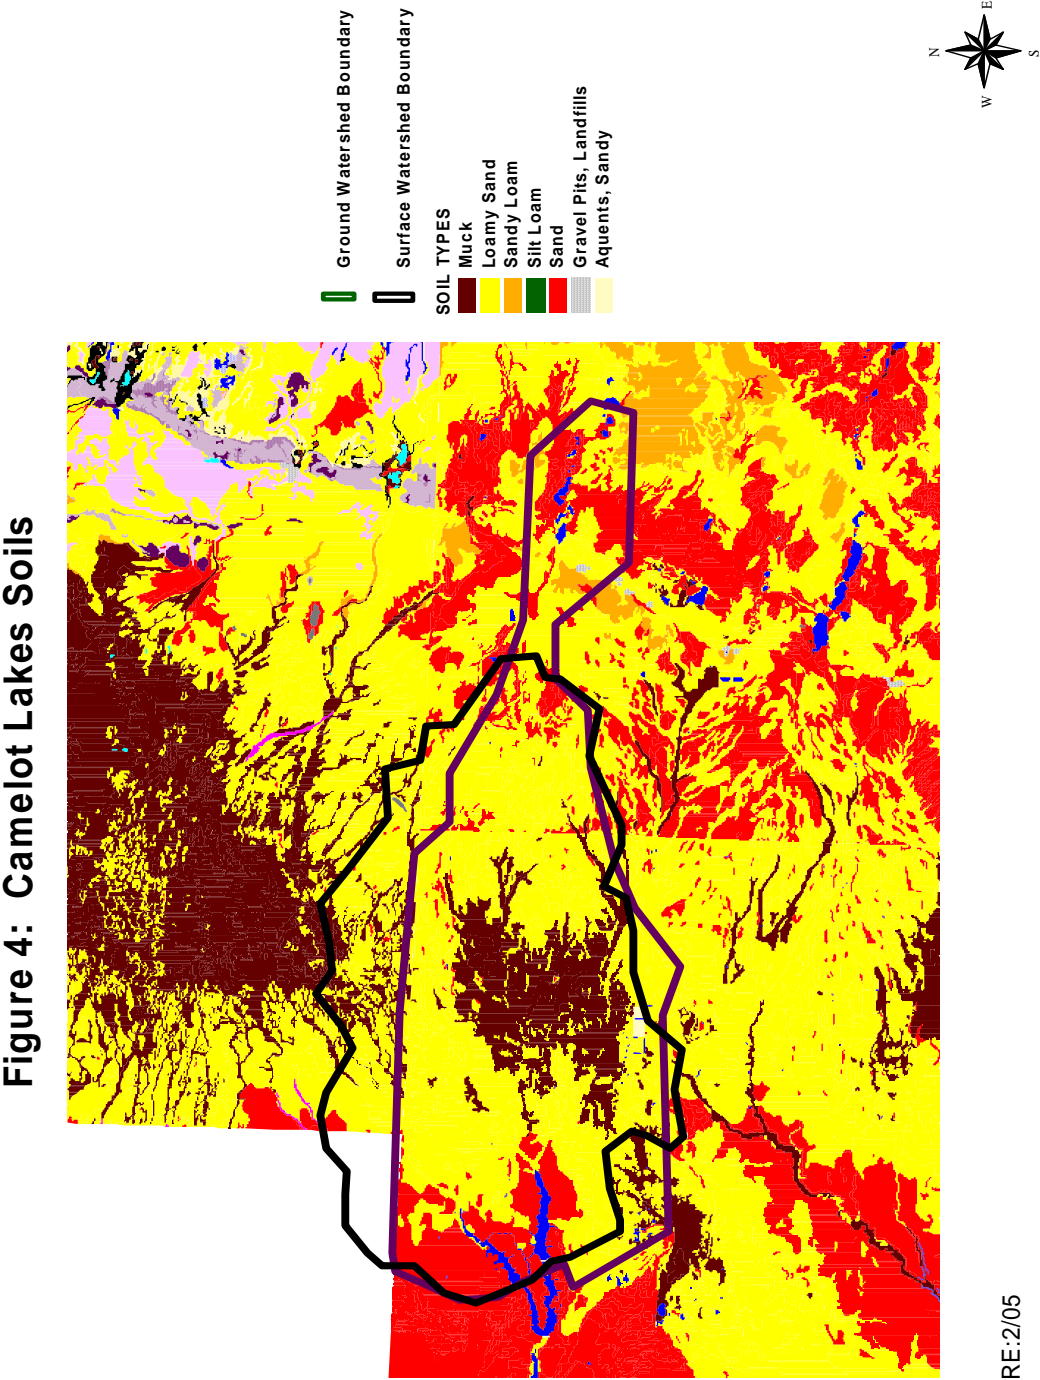 Figure 4: Camelot Lakes Soils
Ground Watershed Boundary
Surface Watershed Boundary
SOIL TYPES
Muck
Loamy Sand
Sandy Loam
Silt Loam
Sand
Gravel Pits, Landfills
Aquents, Sandy
N
E
S
W
RE:2/05